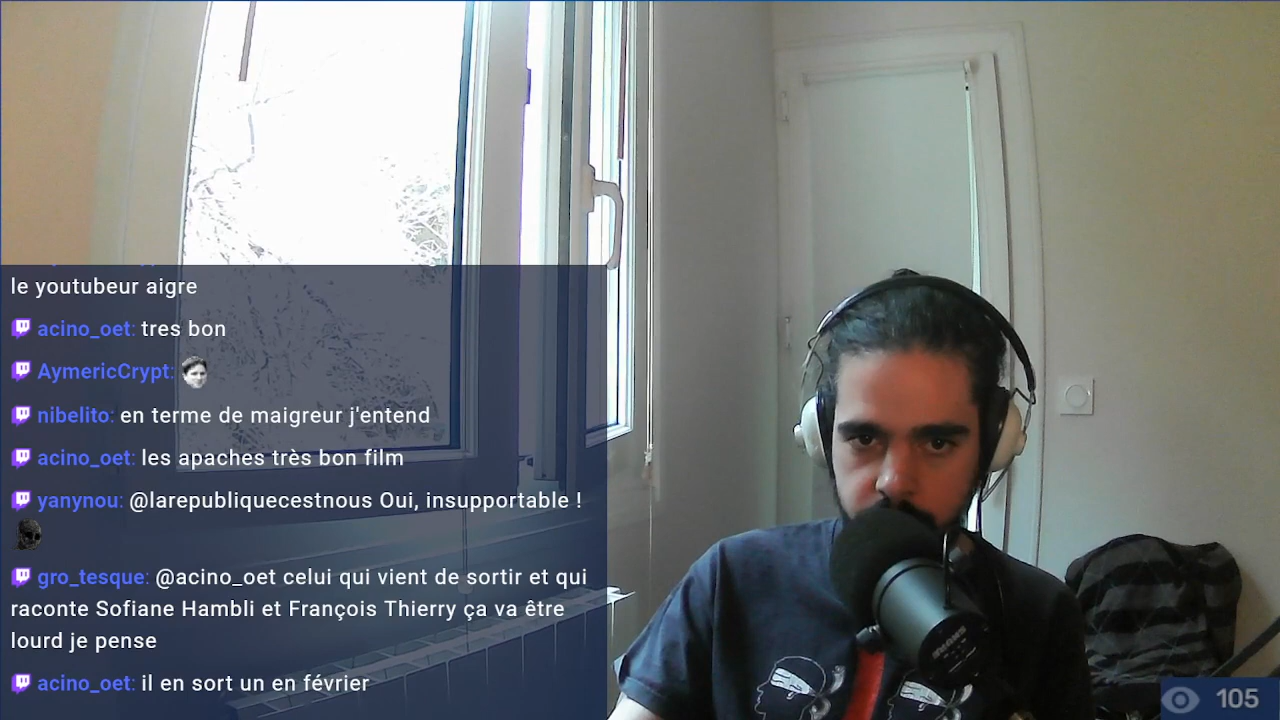 le youtubeur aigre
acino_oet: tres bon
AymericCrypt:
nibelito: en terme de maigreur j'entend
acino_oet: les apaches très bon film
yanynou: @larepubliquecestnous Oui, insupportable !
gro_tesque: @acino_oet celui qui vient de sortir et qui
raconte Sofiane Hambli et François Thierry ça va être
lourd je pense
acino_oet: il en sort un en février
105